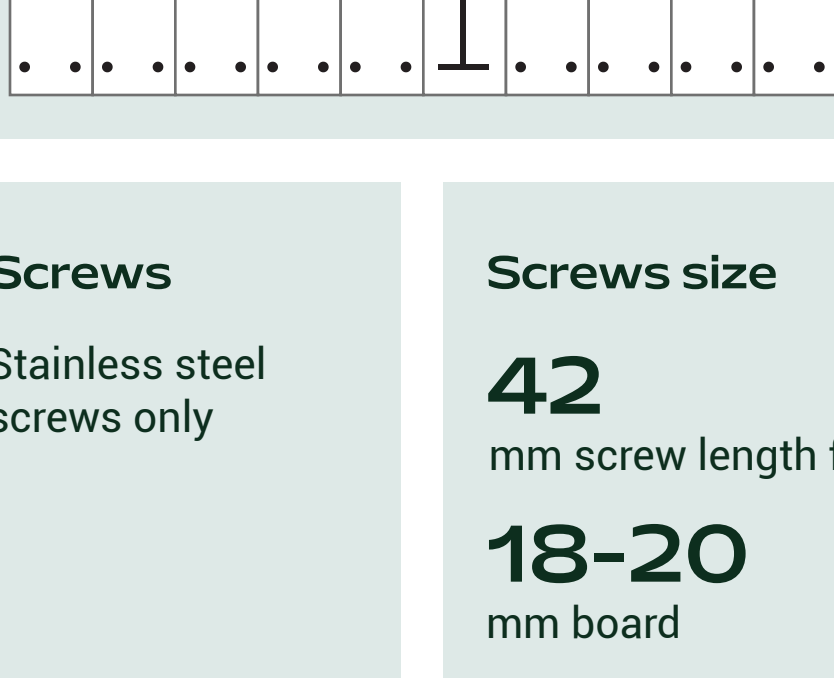 Screws
Stainless steel
screws only
Screws size
42
mm screw length
18-20
mm board